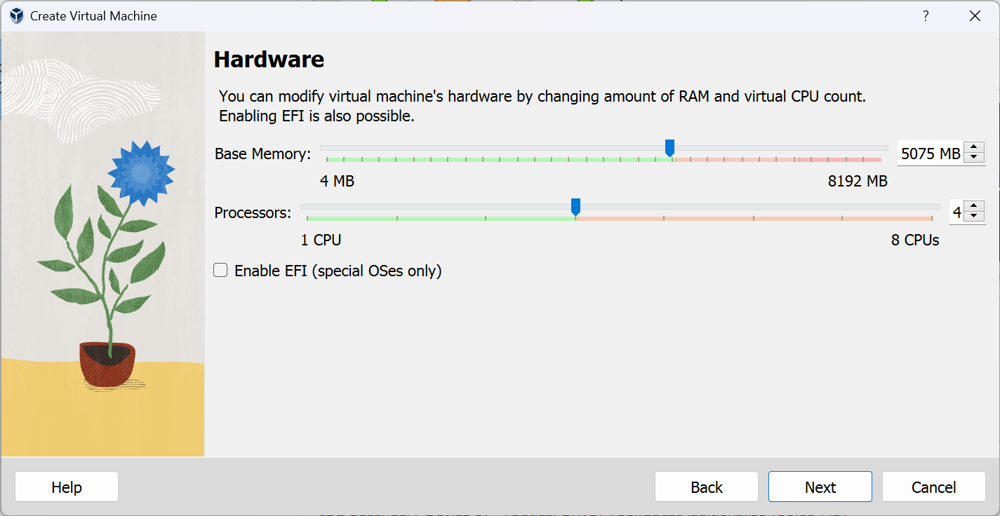 Create Virtual Machine
?
Hardware
You can modify virtual machine's hardware by changing amount of RAM and virtual CPU count.
Enabling EFI is also possible.
Base Memory:
5075 MB
4 MB
8192 MB
Processors:
4
1 CPU
8 CPUs
Enable EFI (special OSes only)
Help
Back
Next
Cancel